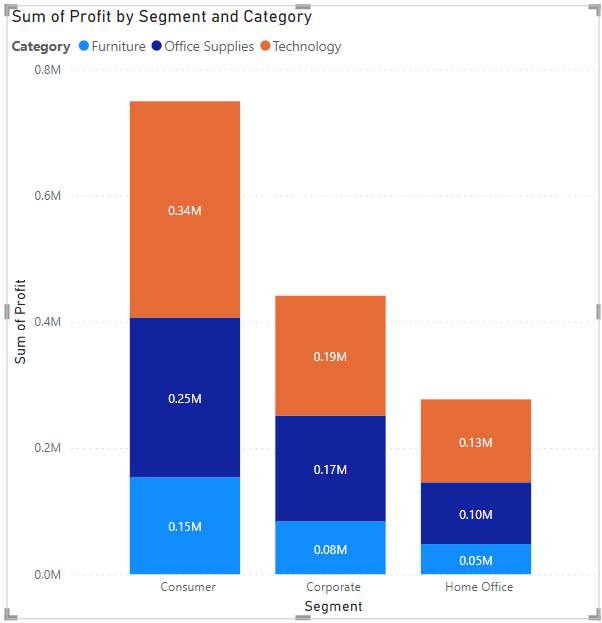 Sum of Profit by Segment and Category
Category Furniture Office Supplies Technology
Sum of Profit
0.8M
0.6M
0.4M
0.2M
0.0M
0.34M
0.25M
0.15M
0.19M
0.17M
0.08M
0.13M
0.10M
0.05M
Consumer Corporate Home Office
Segment